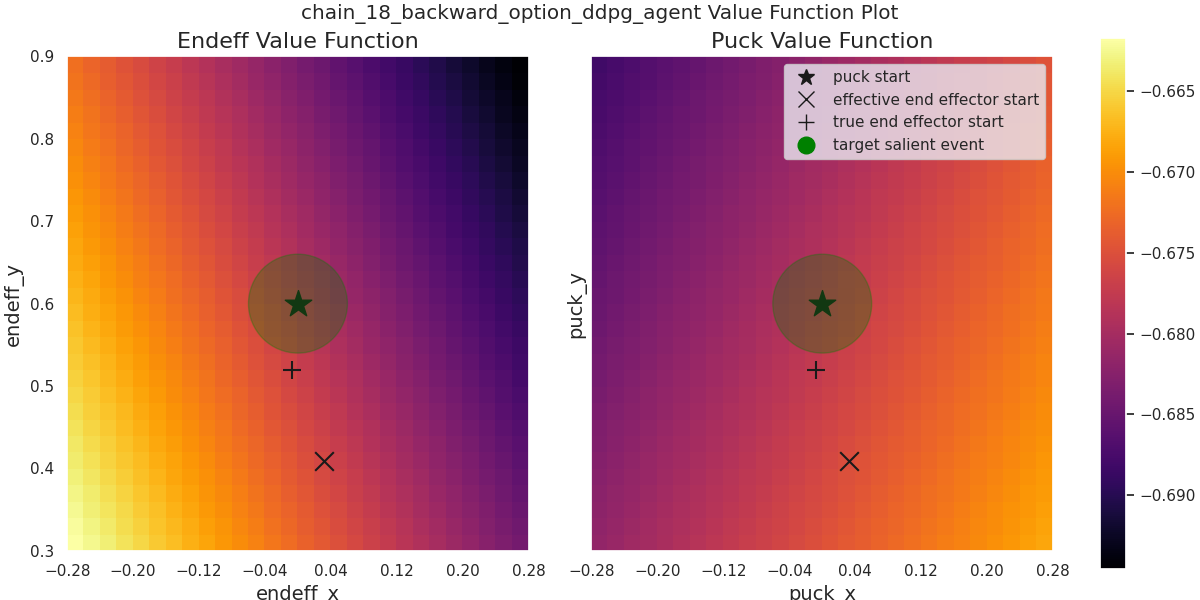 chain_18_backward_option_ddpg_agent Value Function Plot
Endeff Value Function
0.9
0.8
0.7
0.6
0.5
0.4
0.3
endeff_y
−0.28 −0.20 −0.12 −0.04 0.04 0.12 0.20 0.28
endeff_x
Puck Value Function
puck start
effective end effector start
true end effector start
target salient event
puck_y
−0.28 −0.20 −0.12 −0.04 0.04 0.12 0.20 0.28
puck_x
−0.665
−0.670
−0.675
−0.680
−0.685
−0.690